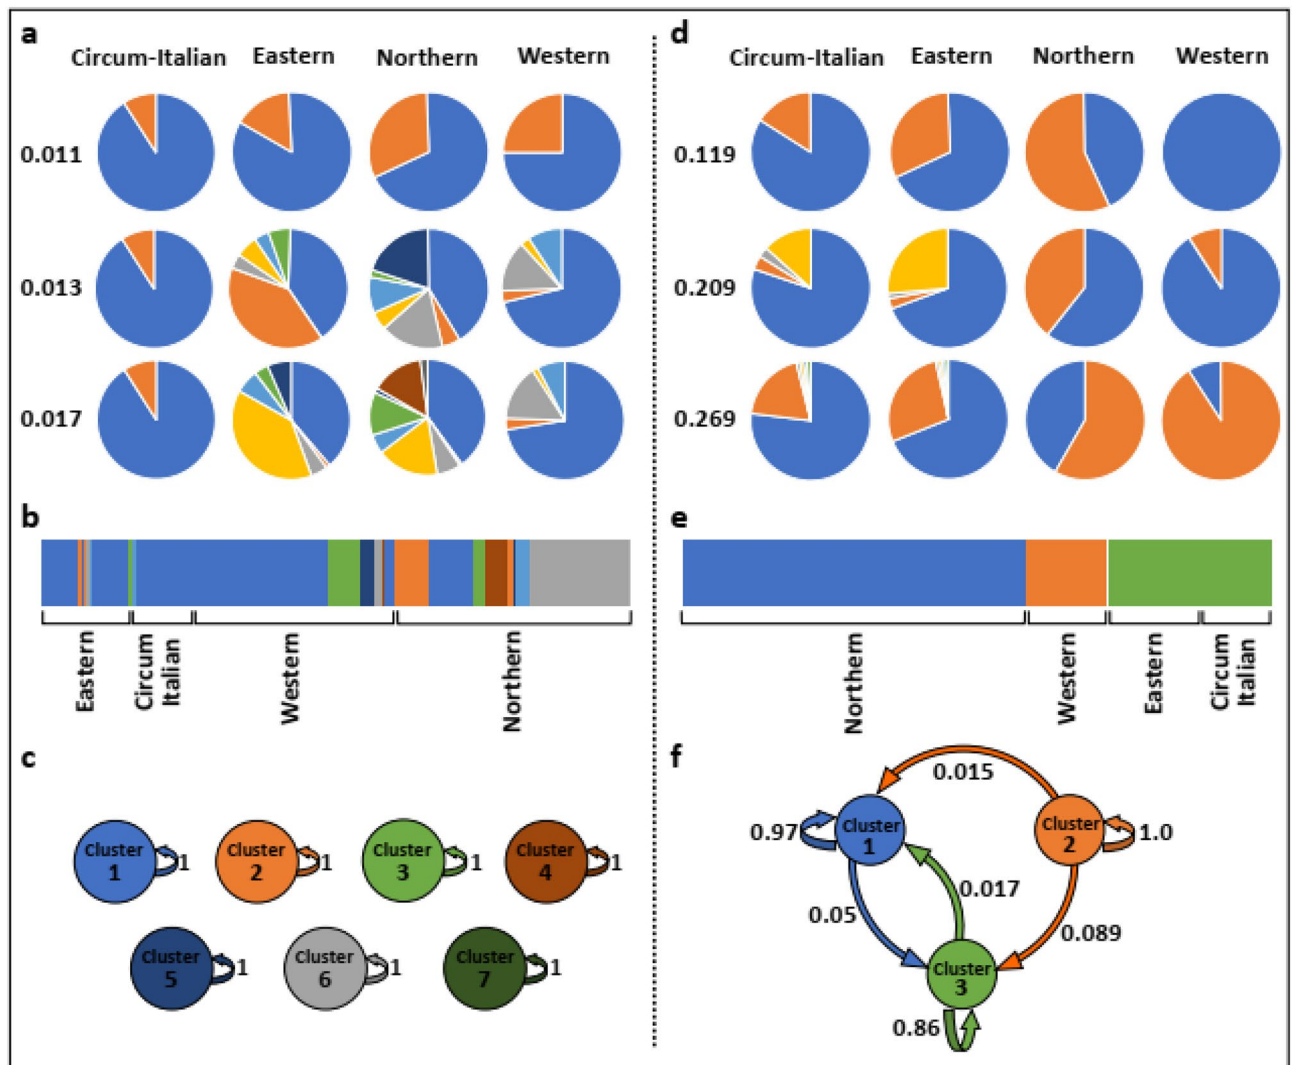 a
Circum-Italian Eastern Northern Western
0.011
0.013
0.017
b
Eastern
Circum
Italian
Western
Northern
c
Cluster
1
1
Cluster
2
1
Cluster
3
1
Cluster
4
1
Cluster
5
1
Cluster
6
1
Cluster
7
1
d
Circum-Italian Eastern Northern Western
0.119
0.209
0.269
e
Northern
Western
Eastern
Circum
Italian
f
0.015
0.97
Cluster
1
Cluster
2
1.0
0.017
0.05
0.089
Cluster
3
0.86